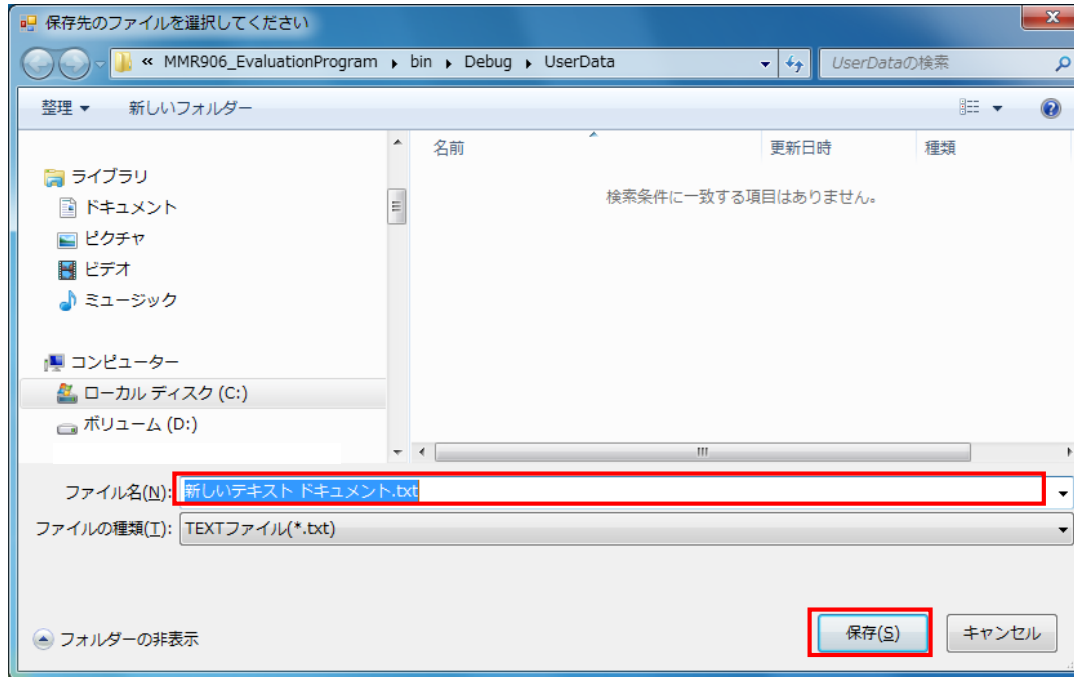 保存先のファイルを選択してください
« MMR906_EvaluationProgram ▸ bin ▸ Debug ▸ UserData
UserDataの検索
整理 ▼ 新しいフォルダー
名前 更新日時 種類
検索条件に一致する項目はありません。
ライブラリ
ドキュメント
ピクチャ
ビデオ
ミュージック
コンピューター
ローカル ディスク (C:)
ボリューム (D:)
ファイル名(N): 新しいテキスト ドキュメント.txt
ファイルの種類(T): TEXTファイル(*.txt)
フォルダーの非表示
保存(S) キャンセル